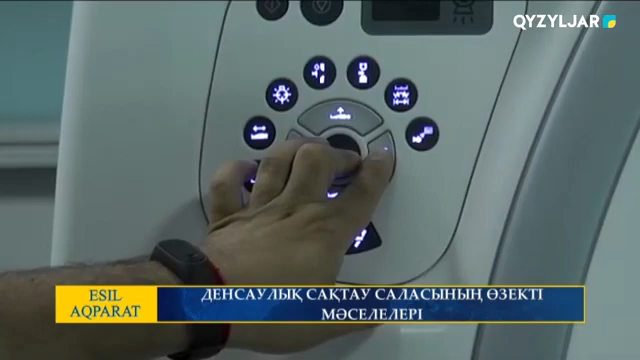 QYZYLJAR
ESIL
AQPARAT
ДЕНСАУЛЫҚ САҚТАУ САЛАСЫНЫҢ ӨЗЕКТІ
МӘСЕЛЕЛЕРІ